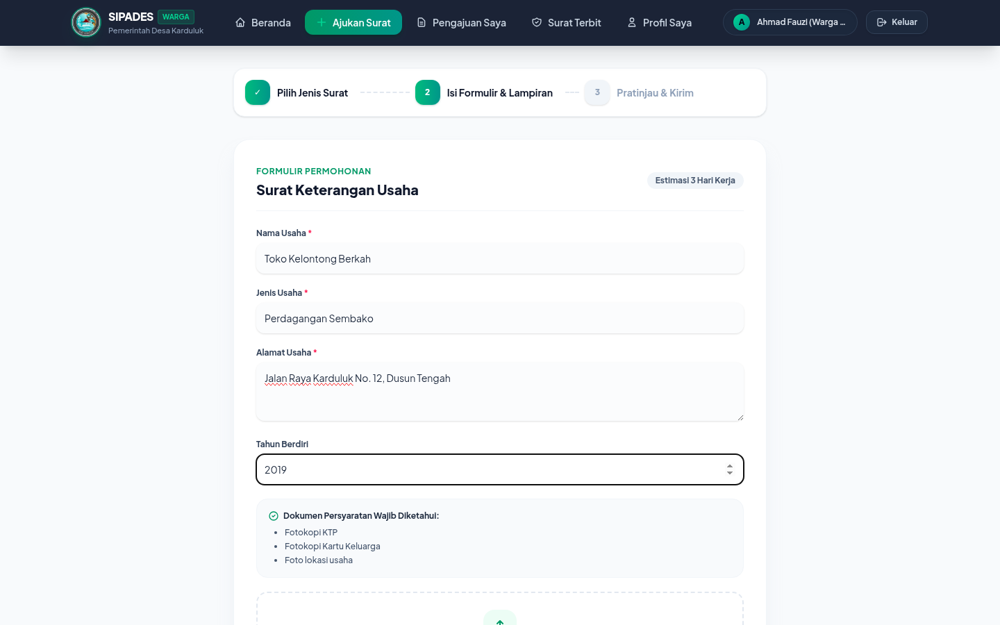 SIPADES WARGA
Pemerintah Desa Karduluk
Beranda
Ajukan Surat
Pengajuan Saya
Surat Terbit
Profil Saya
A
Ahmad Fauzi (Warga ...
Keluar
✓ Pilih Jenis Surat
2 Isi Formulir & Lampiran
3 Pratinjau & Kirim
FORMULIR PERMOHONAN
Surat Keterangan Usaha
Estimasi 3 Hari Kerja
Nama Usaha *
Toko Kelontong Berkah
Jenis Usaha *
Perdagangan Sembako
Alamat Usaha *
Jalan Raya Karduluk No. 12, Dusun Tengah
Tahun Berdiri
2019
Dokumen Persyaratan Wajib Diketahui:
• Fotokopi KTP
• Fotokopi Kartu Keluarga
• Foto lokasi usaha